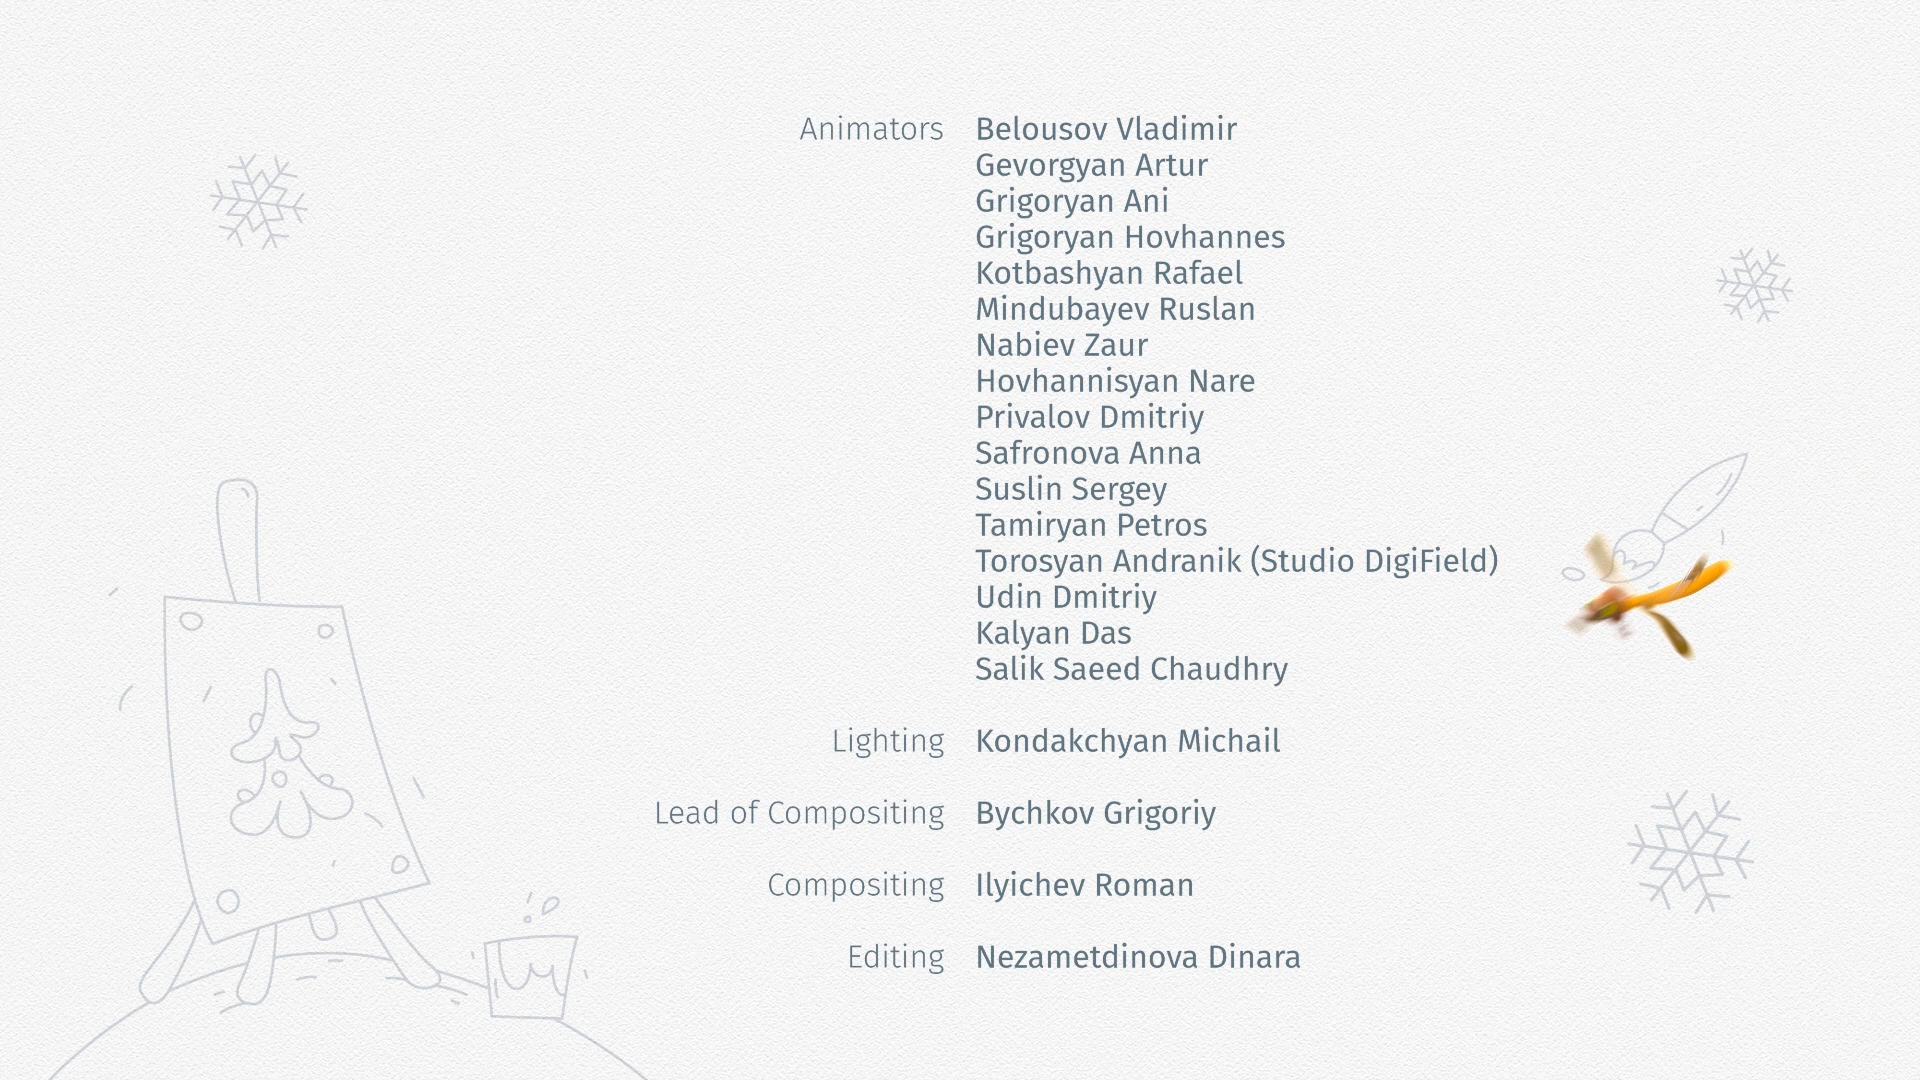 Animators Belousov Vladimir
Gevorgyan Artur
Grigoryan Ani
Grigoryan Hovhannes
Kotbashyan Rafael
Mindubayev Ruslan
Nabiev Zaur
Hovhannisyan Nare
Privalov Dmitriy
Safronova Anna
Suslin Sergey
Tamiryan Petros
Torosyan Andranik (Studio DigiField)
Udin Dmitriy
Kalyan Das
Salik Saeed Chaudhry
Lighting Kondakchyan Michail
Lead of Compositing Bychkov Grigoriy
Compositing Ilyichev Roman
Editing Nezametdinova Dinara